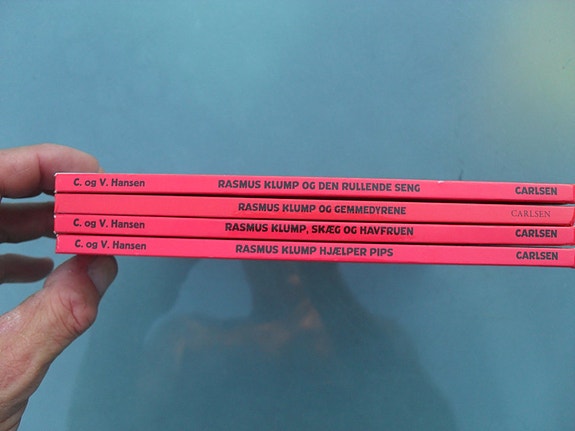 C. og V. Hansen RASMUS KLUMP OG DEN RULLENDE SENG CARLSEN
RASMUS KLUMP OG GEMMEDYRENE CARLSEN
C. og V. Hansen RASMUS KLUMP, SKÆG OG HAVFRUEN CARLSEN
C. og V. Hansen RASMUS KLUMP HJÆLPER PIPS CARLSEN